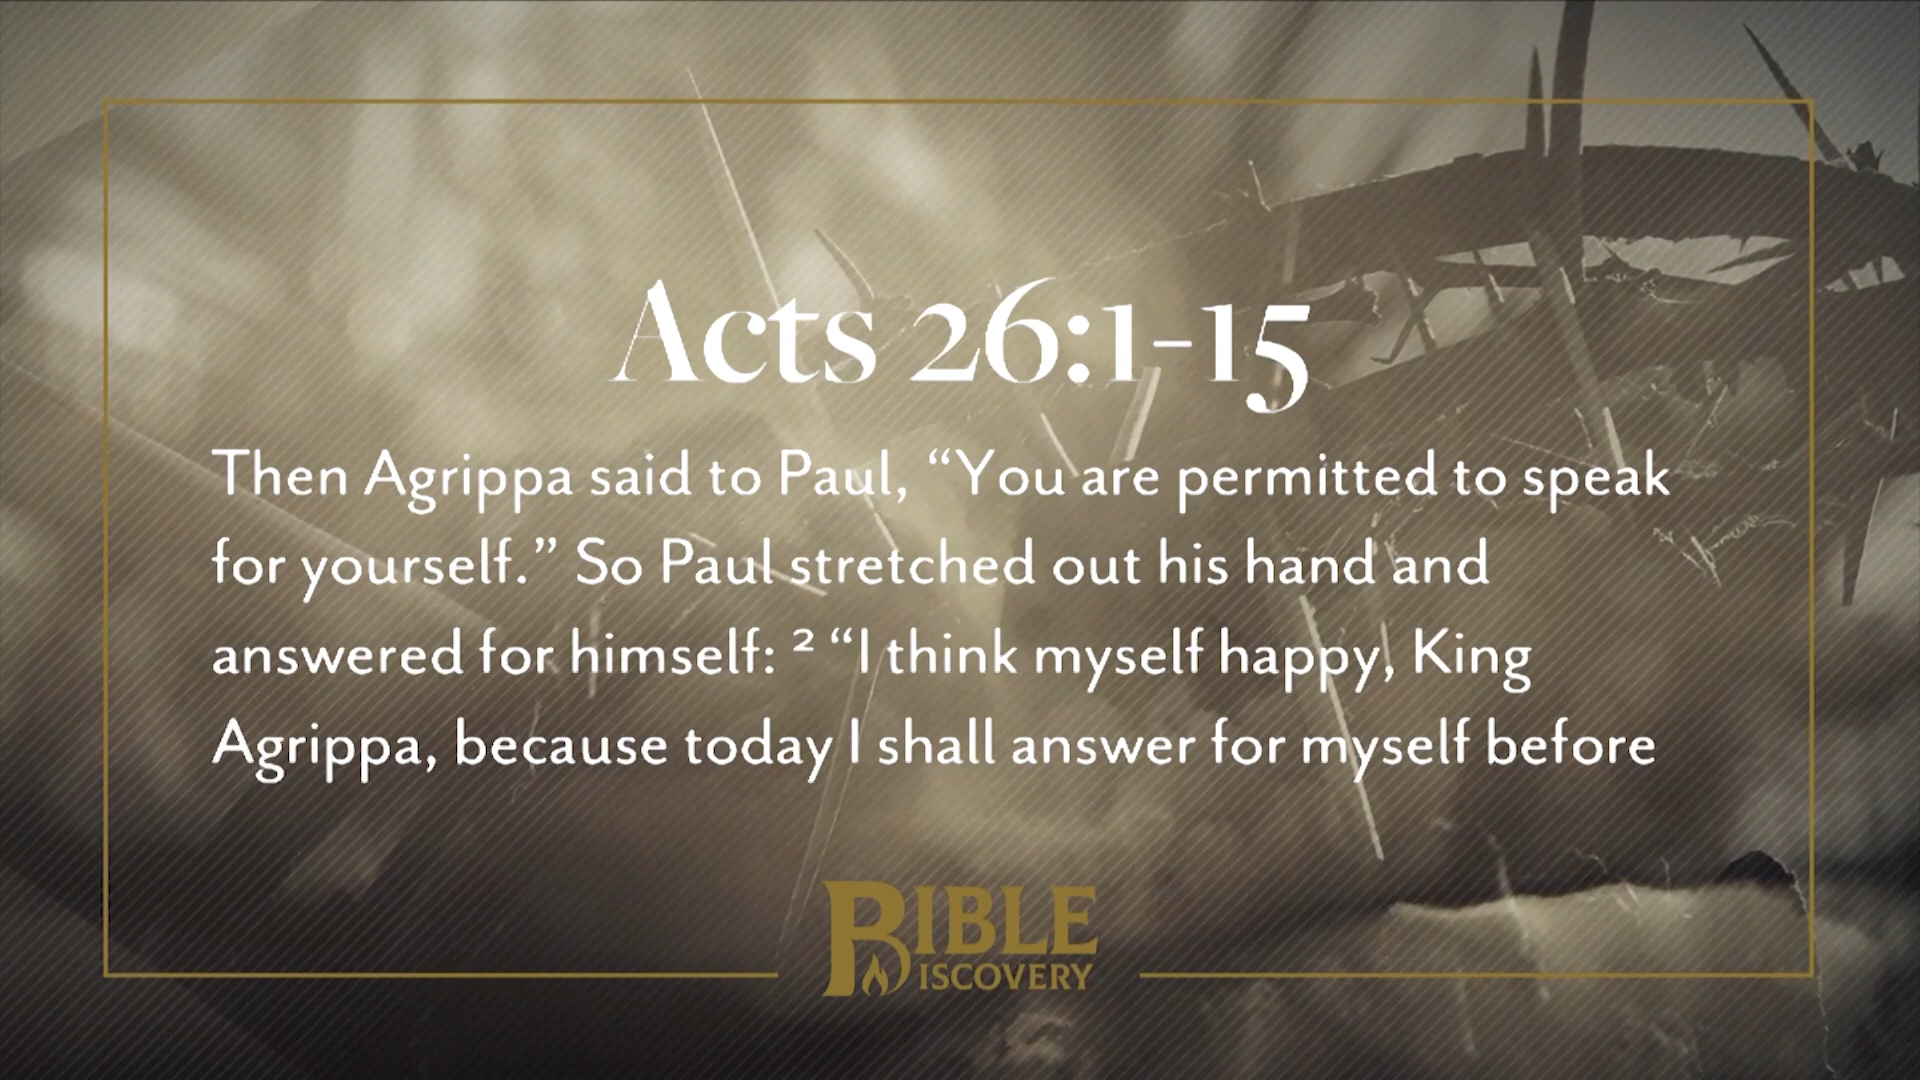 Acts 26:1-15
Then Agrippa said to Paul, “You are permitted to speak
for yourself.” So Paul stretched out his hand and
answered for himself: ² “I think myself happy, King
Agrippa, because today I shall answer for myself before
BIBLE
DISCOVERY